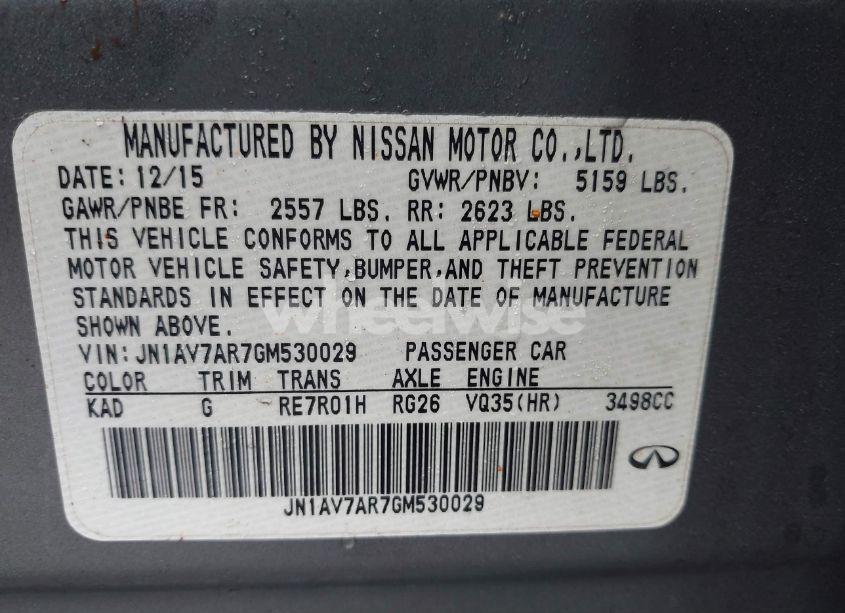 MANUFACTURED BY NISSAN MOTOR CO.,LTD.
DATE: 12/15 GVWR/PNBV: 5159 LBS.
GAWR/PNBE FR: 2557 LBS. RR: 2623 LBS.
THIS VEHICLE CONFORMS TO ALL APPLICABLE FEDERAL
MOTOR VEHICLE SAFETY,BUMPER,AND THEFT PREVENTION
STANDARDS IN EFFECT ON THE DATE OF MANUFACTURE
SHOWN ABOVE.
wheelwise
VIN:JN1AV7AR7GM530029 PASSENGER CAR
COLOR TRIM TRANS AXLE ENGINE
KAD G RE7R01H RG26 VQ35(HR) 3498CC
JN1AV7AR7GM530029